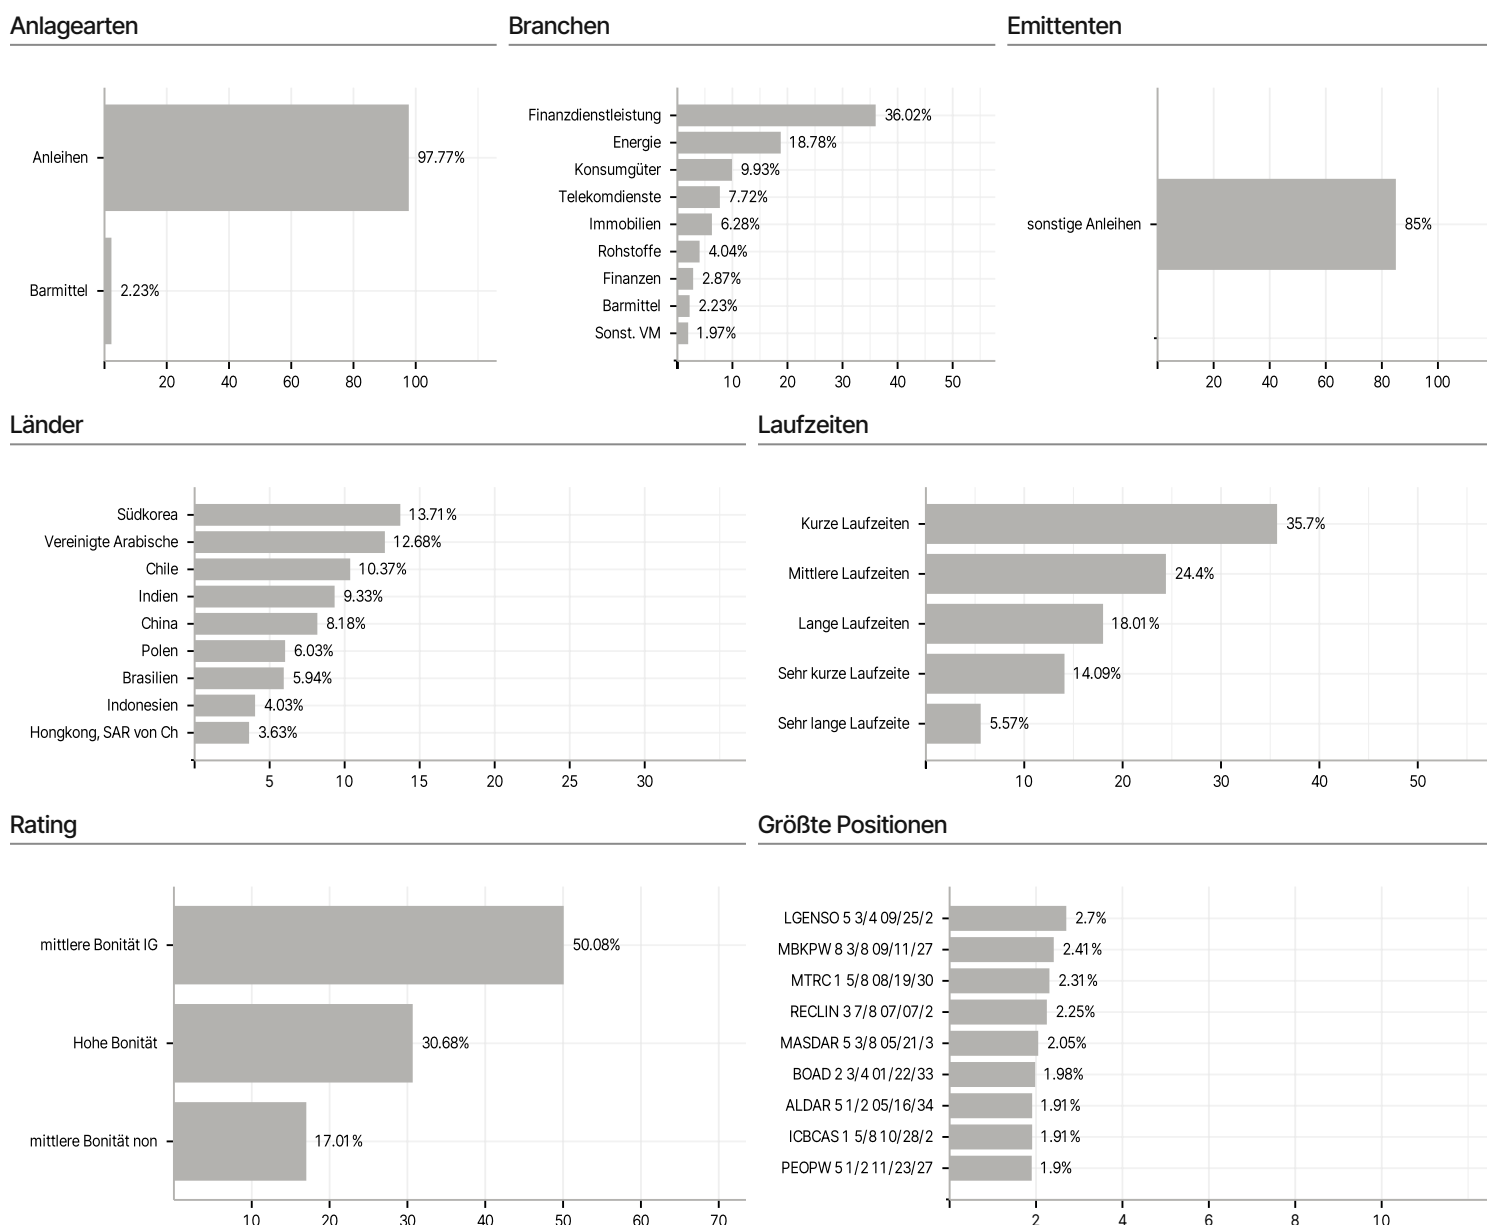 Anlagearten
Anleihen 97.77%
Barmittel 2.23%
20 40 60 80 100
Branchen
Finanzdienstleistung 36.02%
Energie 18.78%
Konsumgüter 9.93%
Telekomdienste 7.72%
Immobilien 6.28%
Rohstoffe 4.04%
Finanzen 2.87%
Barmittel 2.23%
Sonst. VM 1.97%
10 20 30 40 50
Emittenten
sonstige Anleihen 85%
20 40 60 80 100
Länder
Südkorea 13.71%
Vereinigte Arabische 12.68%
Chile 10.37%
Indien 9.33%
China 8.18%
Polen 6.03%
Brasilien 5.94%
Indonesien 4.03%
Hongkong, SAR von Ch 3.63%
5 10 15 20 25 30
Laufzeiten
Kurze Laufzeiten 35.7%
Mittlere Laufzeiten 24.4%
Lange Laufzeiten 18.01%
Sehr kurze Laufzeite 14.09%
Sehr lange Laufzeite 5.57%
10 20 30 40 50
Rating
mittlere Bonität IG 50.08%
Hohe Bonität 30.68%
mittlere Bonität non 17.01%
10 20 30 40 50 60 70
Größte Positionen
LGENSO 5 3/4 09/25/2 2.7%
MBKPW 8 3/8 09/11/27 2.41%
MTRC 1 5/8 08/19/30 2.31%
RECLIN 3 7/8 07/07/2 2.25%
MASDAR 5 3/8 05/21/3 2.05%
BOAD 2 3/4 01/22/33 1.98%
ALDAR 5 1/2 05/16/34 1.91%
ICBCAS 1 5/8 10/28/2 1.91%
PEOPW 5 1/2 11/23/27 1.9%
2 4 6 8 10